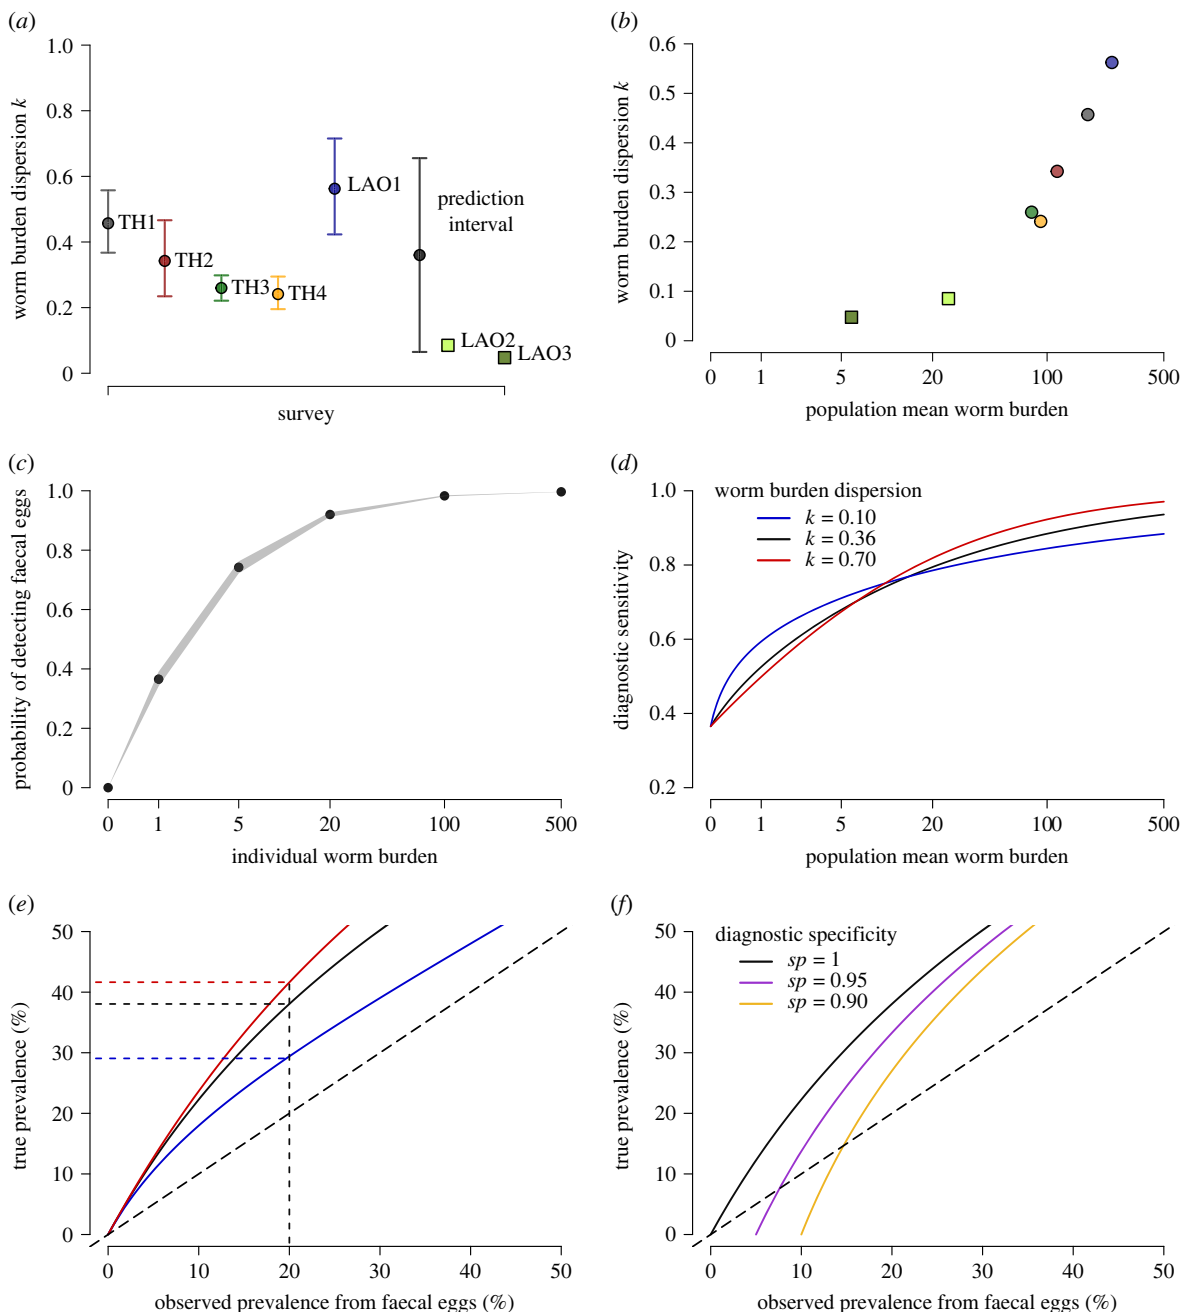 (a)
worm burden dispersion k
1.0
0.8
0.6
0.4
0.2
0
TH1
TH2
TH3
TH4
LAO1
prediction
interval
LAO2
LAO3
survey
(b)
worm burden dispersion k
0.6
0.5
0.4
0.3
0.2
0.1
0
0 1 5 20 100 500
population mean worm burden
(c)
probability of detecting faecal eggs
1.0
0.8
0.6
0.4
0.2
0
0 1 5 20 100 500
individual worm burden
(d)
diagnostic sensitivity
1.0
0.8
0.6
0.4
0.2
worm burden dispersion
k = 0.10
k = 0.36
k = 0.70
0 1 5 20 100 500
population mean worm burden
(e)
true prevalence (%)
50
40
30
20
10
0
0 10 20 30 40 50
observed prevalence from faecal eggs (%)
(f)
true prevalence (%)
50
40
30
20
10
0
diagnostic specificity
sp = 1
sp = 0.95
sp = 0.90
0 10 20 30 40 50
observed prevalence from faecal eggs (%)